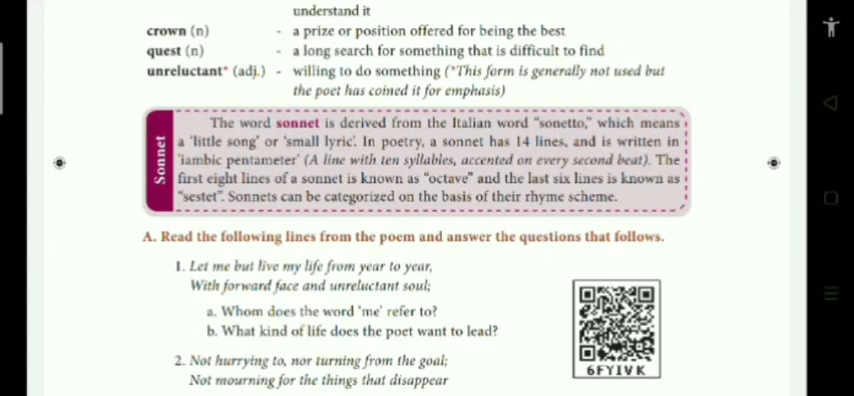 understand it
crown (n) - a prize or position offered for being the best
quest (n) - a long search for something that is difficult to find
unreluctant* (adj.) - willing to do something (*This form is generally not used but
the poet has coined it for emphasis)
Sonnet
The word sonnet is derived from the Italian word "sonetto," which means
a 'little song' or 'small lyric'. In poetry, a sonnet has 14 lines, and is written in
'iambic pentameter' (A line with ten syllables, accented on every second beat). The
first eight lines of a sonnet is known as "octave" and the last six lines is known as
"sestet". Sonnets can be categorized on the basis of their rhyme scheme.
A. Read the following lines from the poem and answer the questions that follows.
1. Let me but live my life from year to year,
With forward face and unreluctant soul;
a. Whom does the word 'me' refer to?
b. What kind of life does the poet want to lead?
2. Not hurrying to, nor turning from the goal;
Not mourning for the things that disappear
6FYIVK